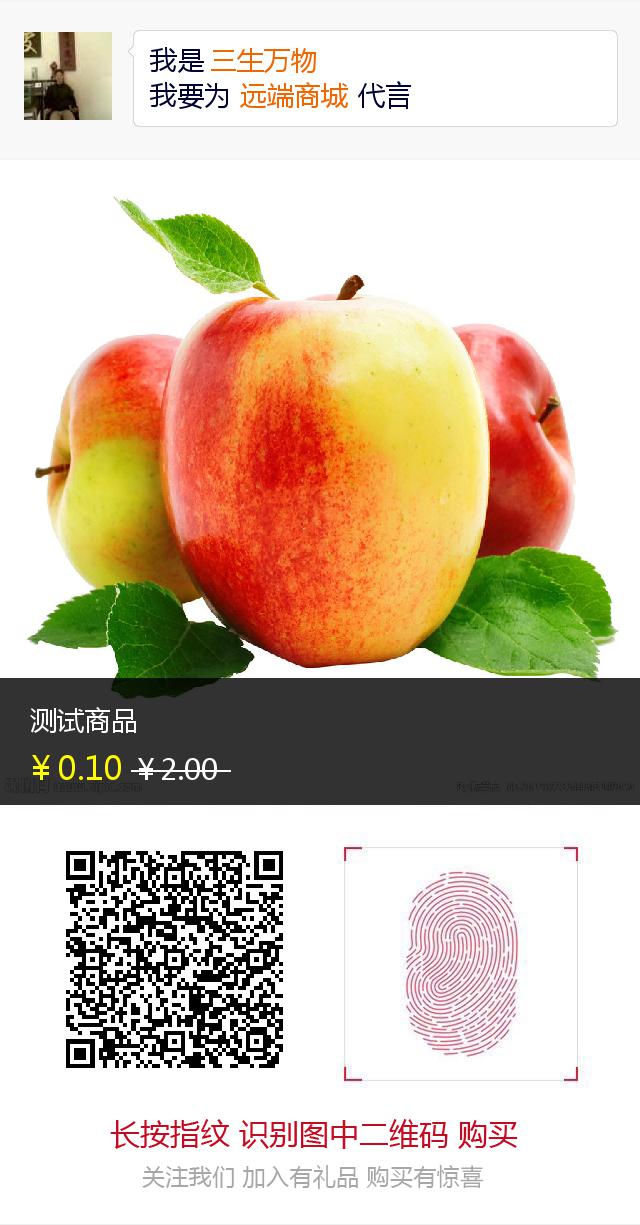 我是 三生万物
我要为 远端商城 代言
测试商品
¥0.10 ¥2.00
长按指纹 识别图中二维码 购买
关注我们 加入有礼品 购买有惊喜